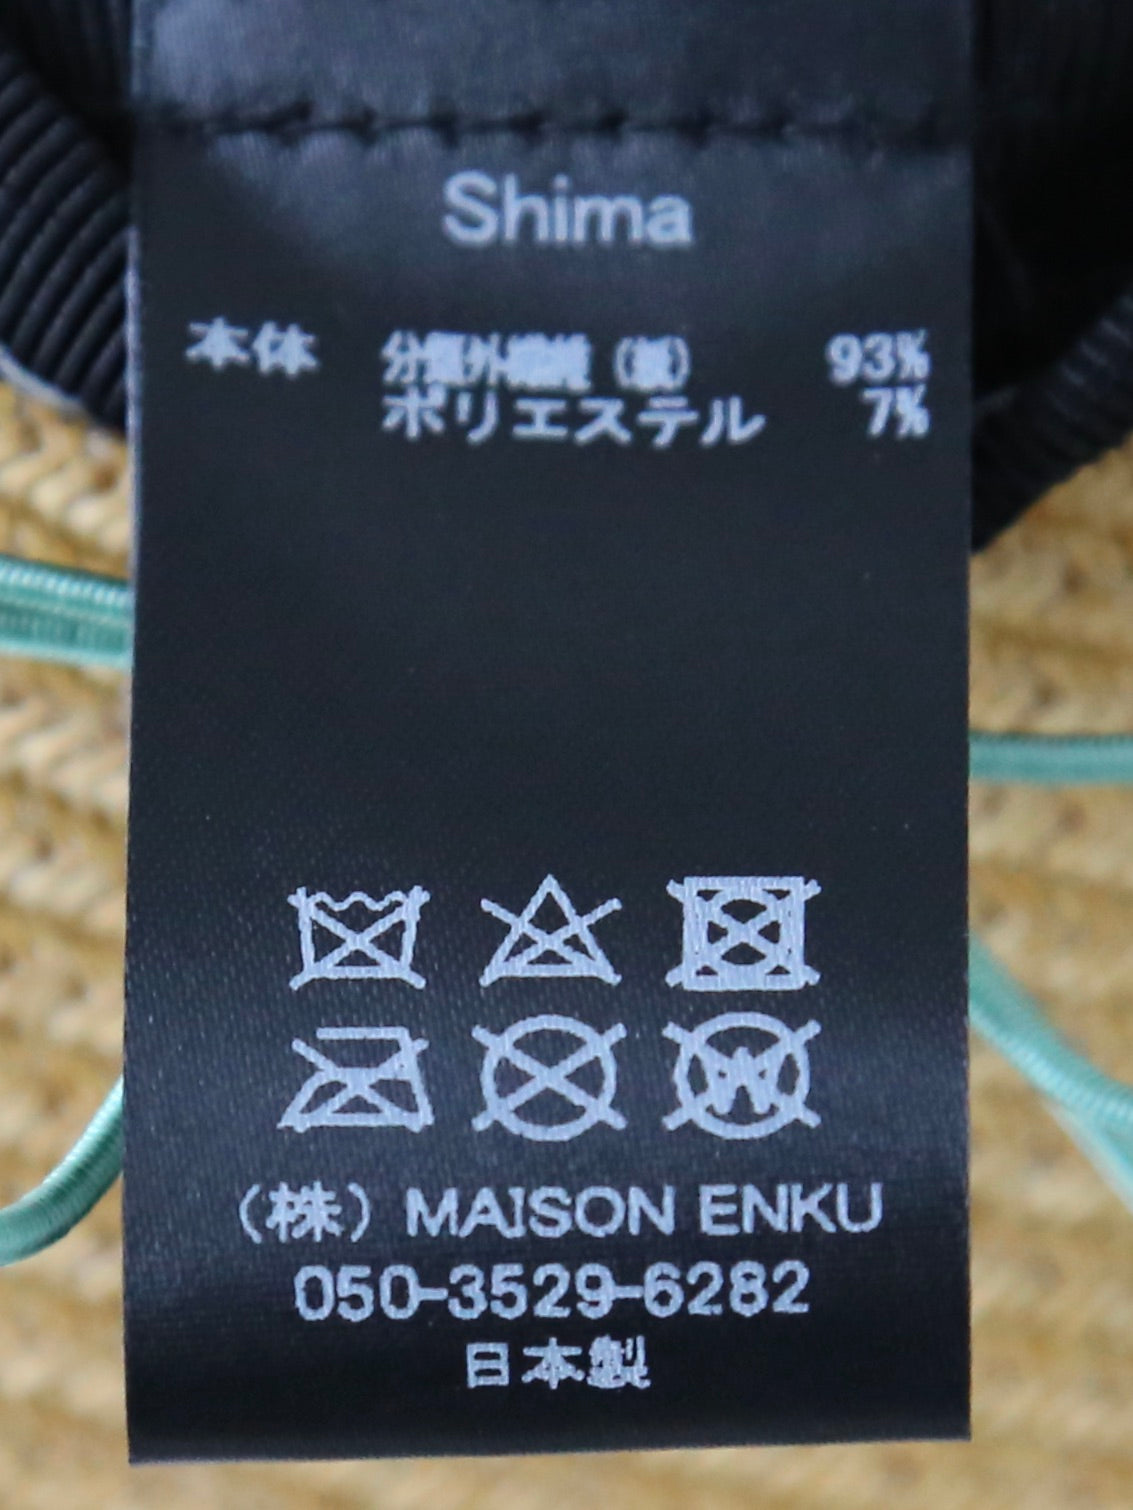 Shima
本体 分類外繊維（紙） 93%
ポリエステル 7%
（株）MAISON ENKU
050-3529-6282
日本製